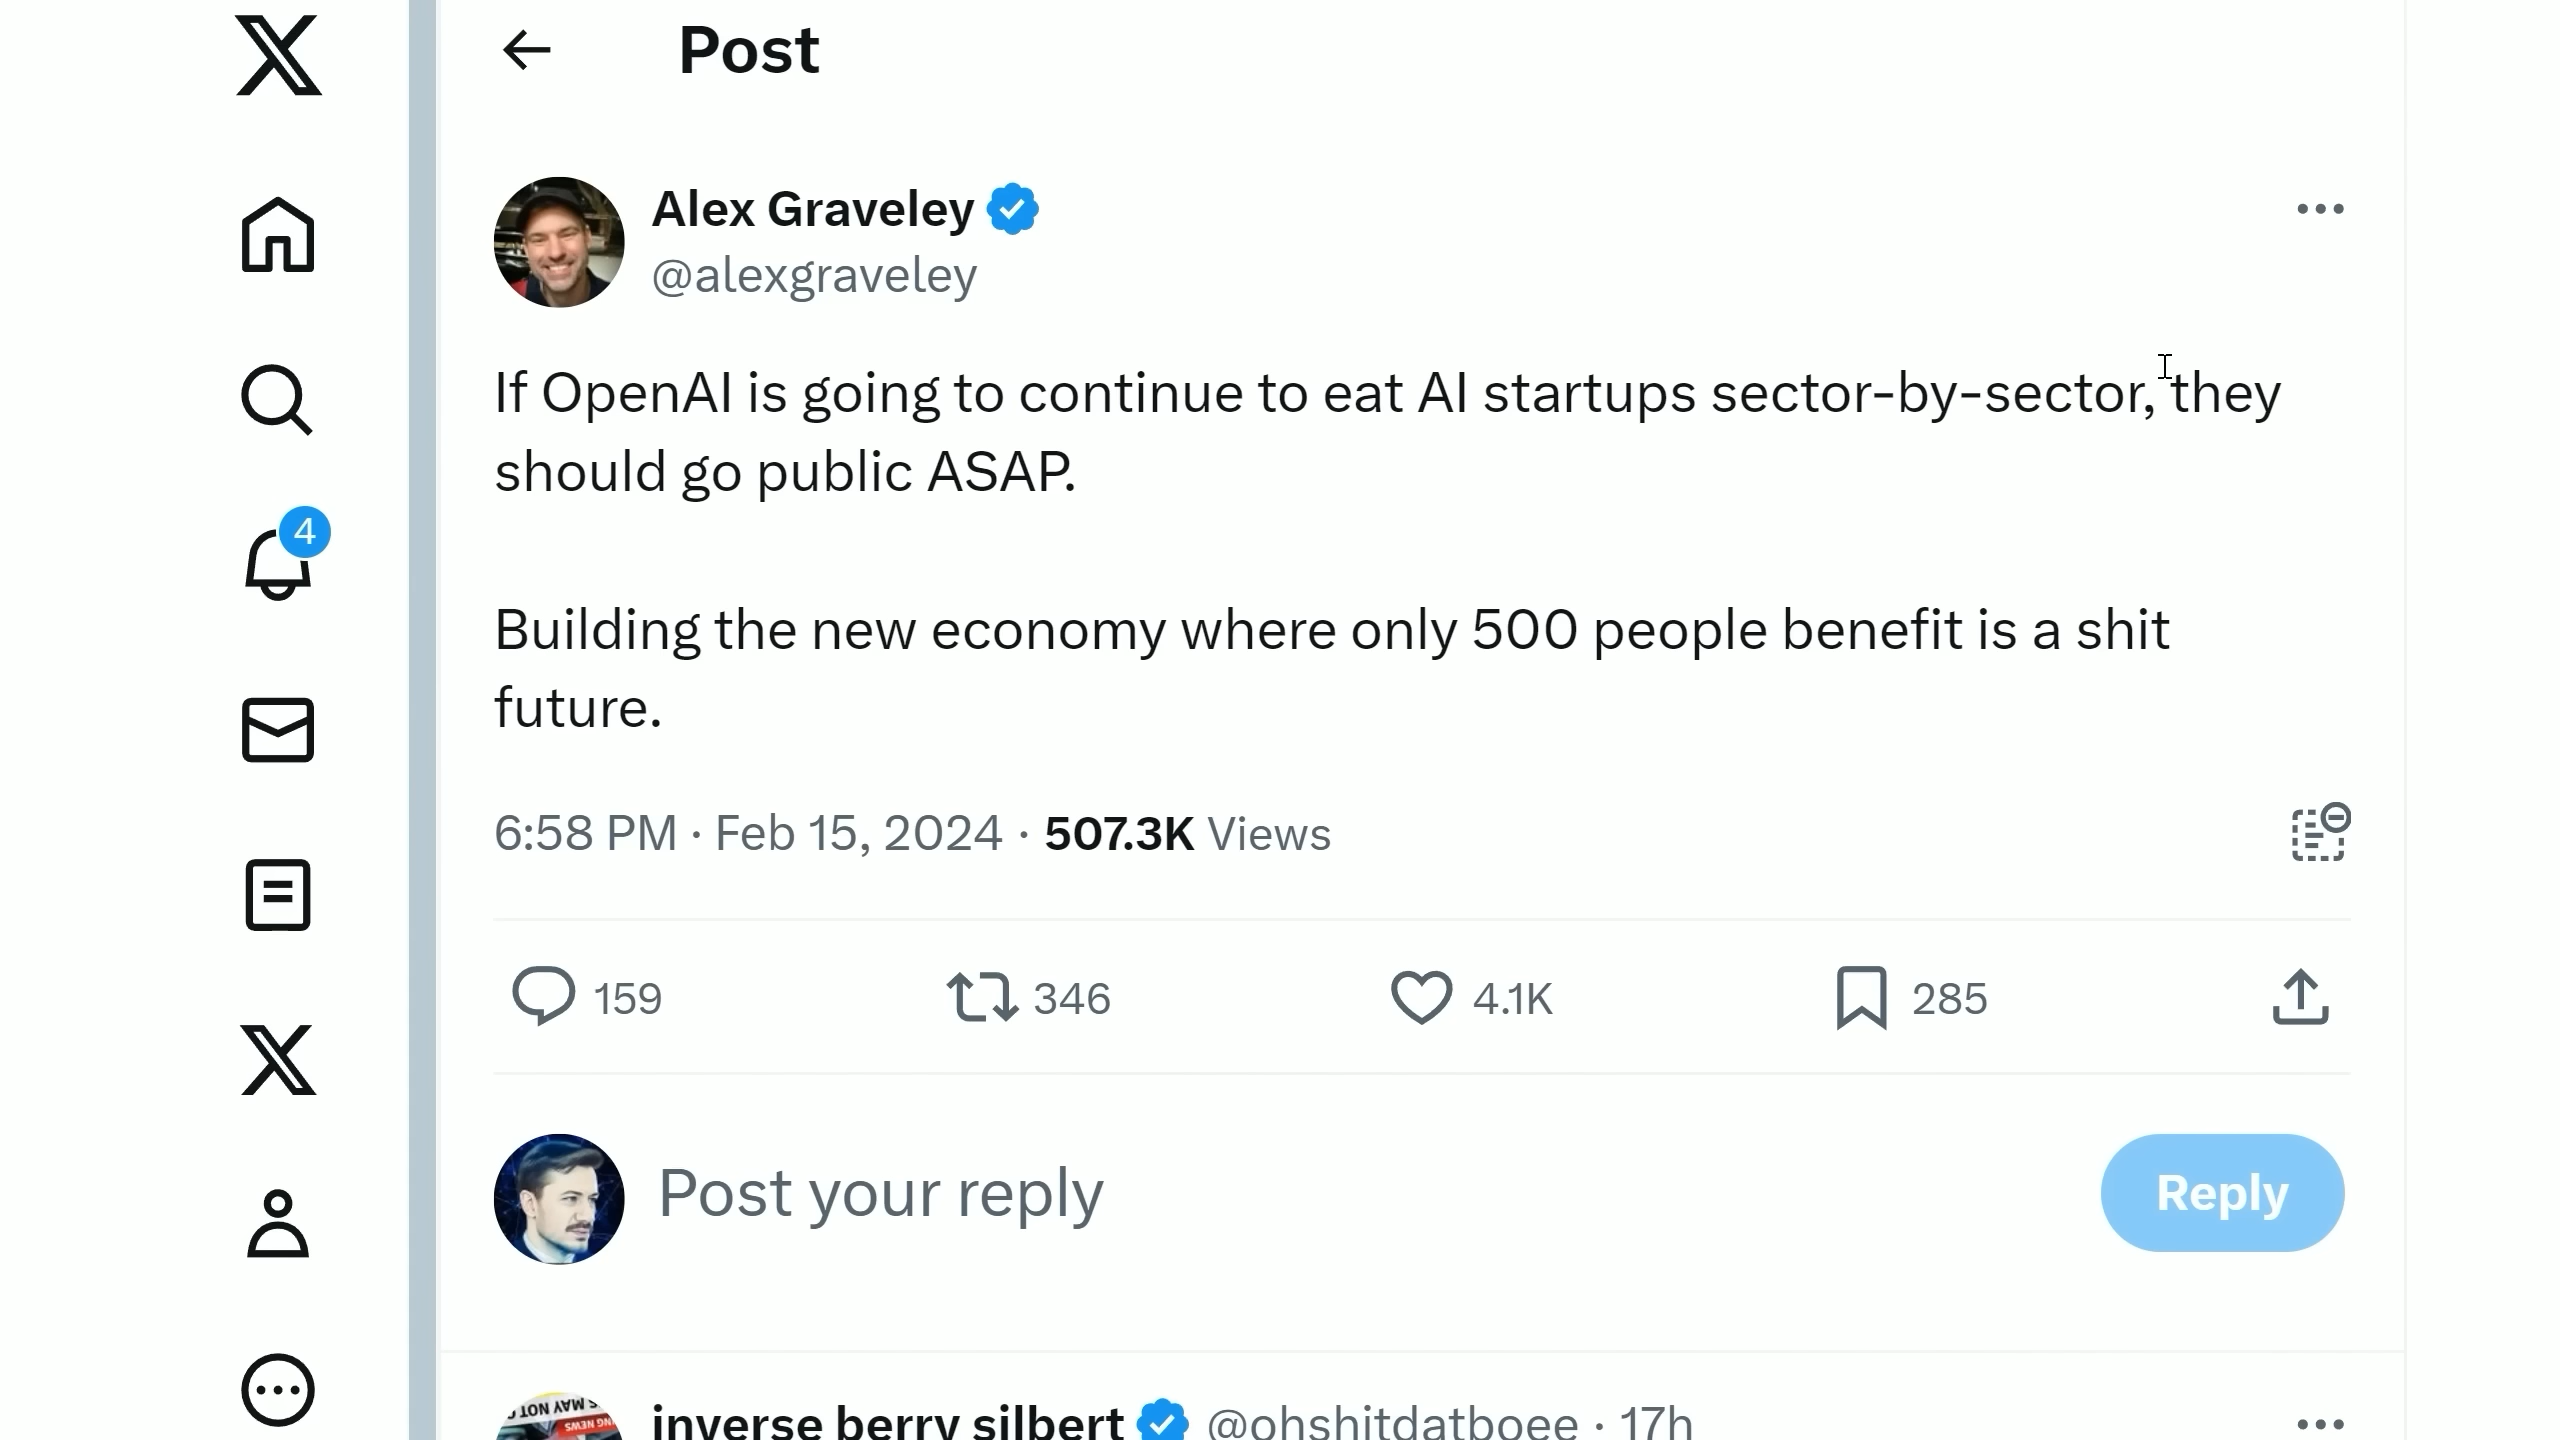 Post
Alex Graveley
@alexgraveley
If OpenAI is going to continue to eat AI startups sector-by-sector, they
should go public ASAP.
Building the new economy where only 500 people benefit is a shit
future.
6:58 PM · Feb 15, 2024 · 507.3K Views
4
159 346 4.1K 285
Post your reply
Reply
inverse berry silbert @ohshitdatboee · 17h